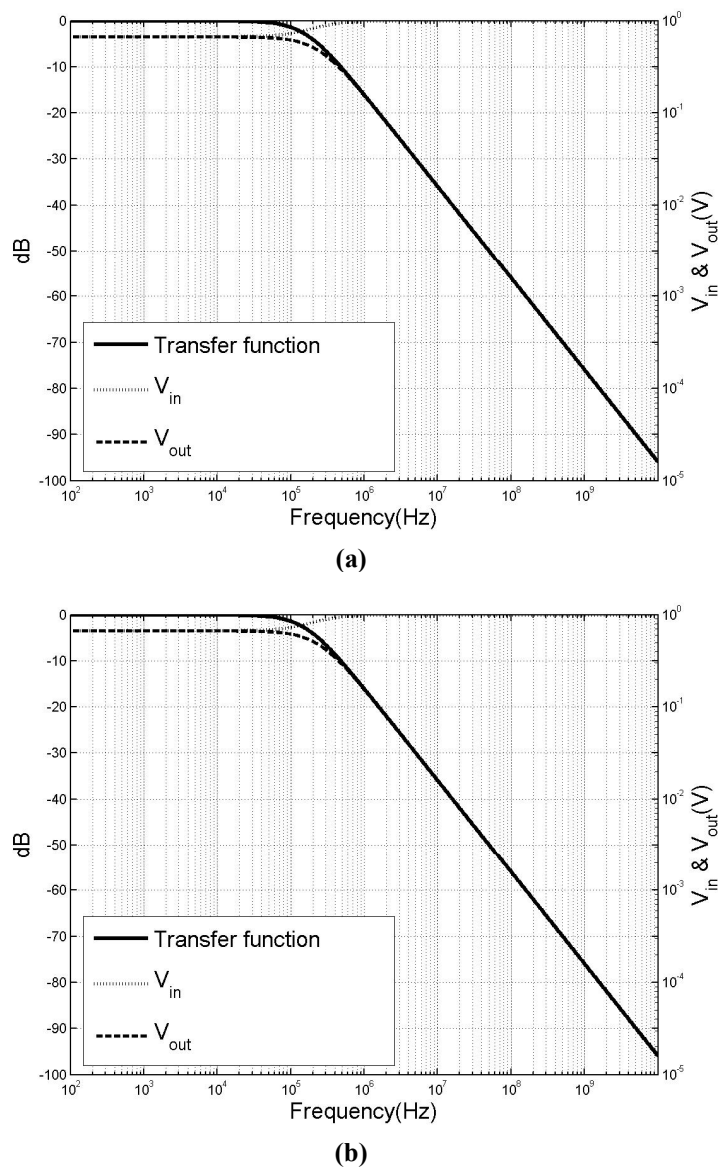 0
-10
-20
-30
-40
-50
-60
-70
-80
-90
-100
dB
10^0
10^-1
10^-2
10^-3
10^-4
10^-5
V_in & V_out(V)
Transfer function
V_in
V_out
10^2 10^3 10^4 10^5 10^6 10^7 10^8 10^9
Frequency(Hz)
(a)
0
-10
-20
-30
-40
-50
-60
-70
-80
-90
-100
dB
10^0
10^-1
10^-2
10^-3
10^-4
10^-5
V_in & V_out(V)
Transfer function
V_in
V_out
10^2 10^3 10^4 10^5 10^6 10^7 10^8 10^9
Frequency(Hz)
(b)